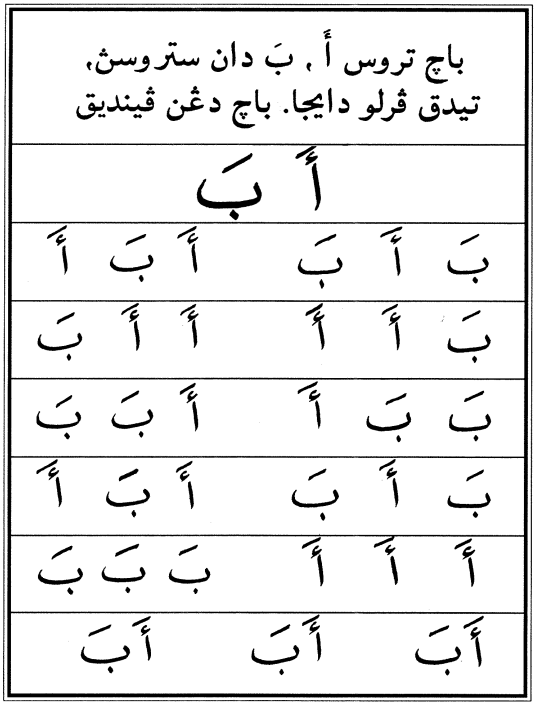 باچ تروس أَ ، بَ دان ستروسڽ،
تيدق ڤرلو دايجا. باچ دڠن ڤينديق
أَ بَ
بَ أَ بَ أَ بَ أَ
بَ أَ أَ أَ أَ بَ
بَ بَ أَ أَ بَ بَ
بَ أَ بَ أَ بَ أَ
أَ أَ أَ بَ بَ بَ
أَبَ أَبَ أَبَ